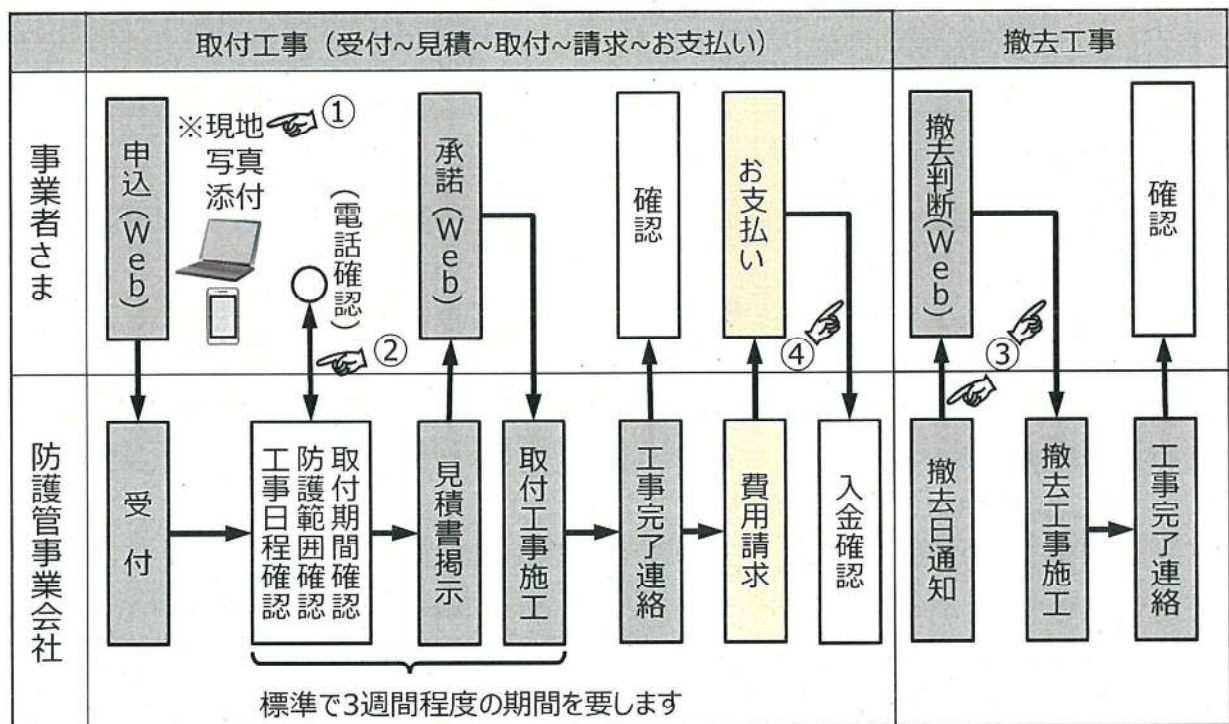 取付工事（受付~見積~取付~請求~お支払い）
撤去工事
事業者さま
申込(Web)
※現地
写真
添付
①
(電話確認)
②
承諾(Web)
確認
お支払い
④
撤去判断(Web)
③
確認
防護管事業会社
受付
取付期間確認
防護範囲確認
工事日程確認
見積書掲示
取付工事施工
工事完了連絡
費用請求
入金確認
撤去日通知
撤去工事施工
工事完了連絡
標準で3週間程度の期間を要します